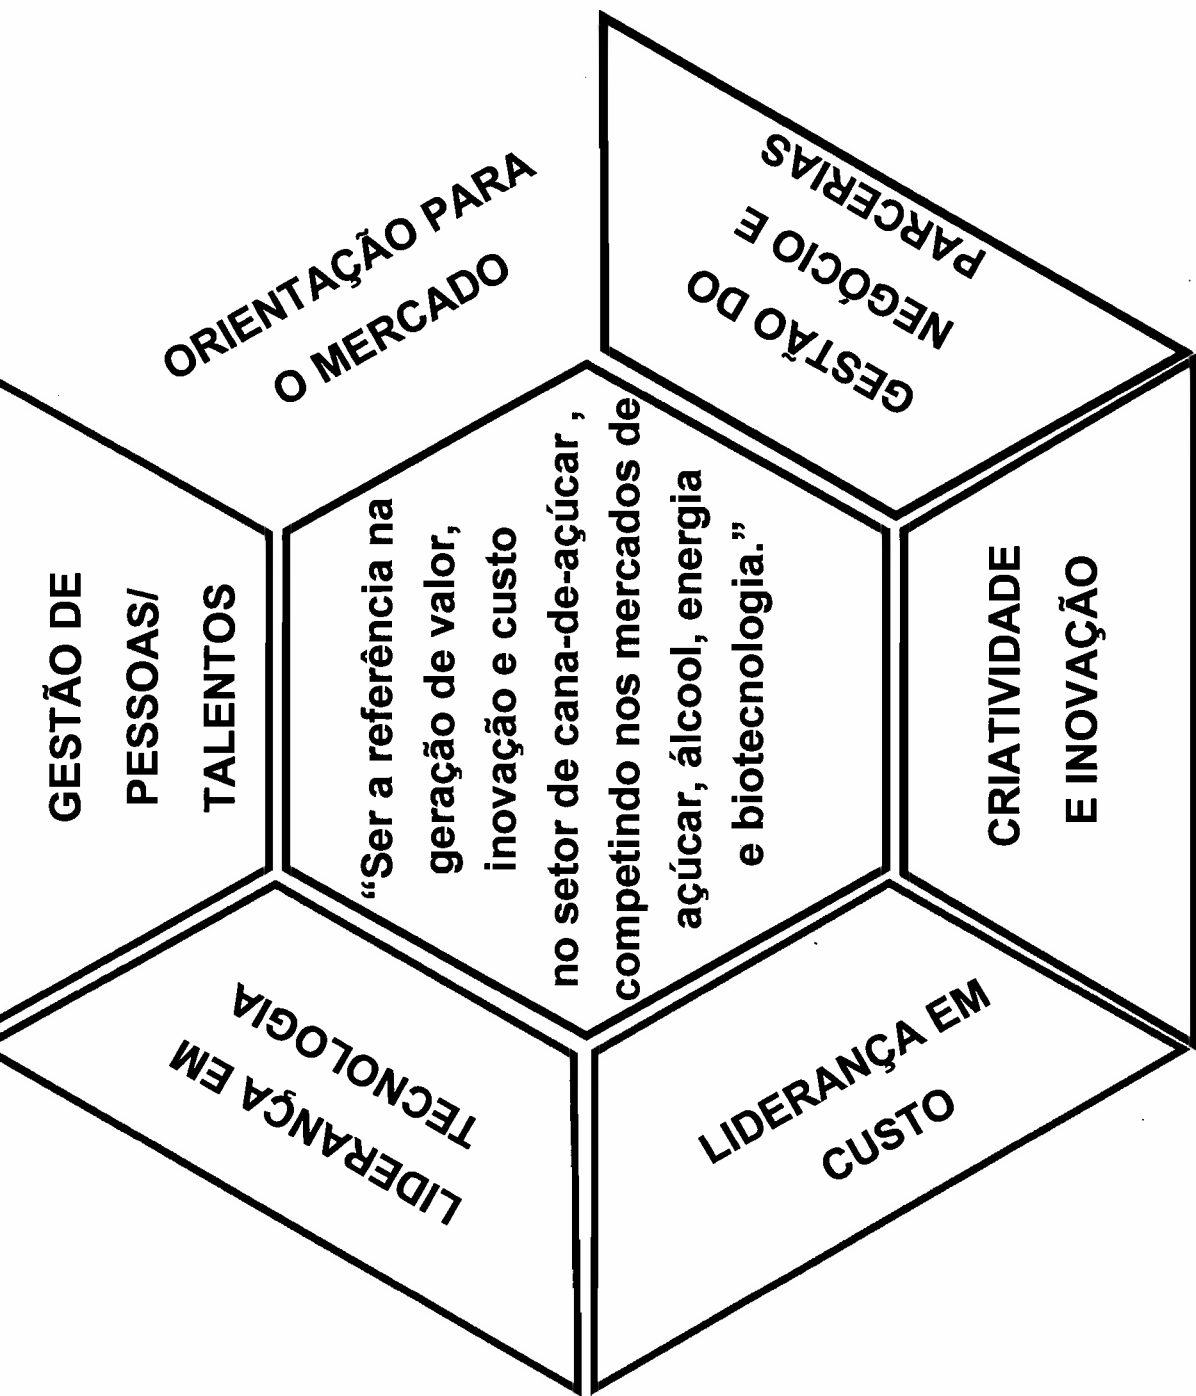 GESTÃO DE
PESSOAS/
TALENTOS
ORIENTAÇÃO PARA
O MERCADO
GESTÃO DO
NEGÓCIO E
PARCERIAS
CRIATIVIDADE
E INOVAÇÃO
LIDERANÇA EM
CUSTO
LIDERANÇA EM
TECNOLOGIA
“Ser a referência na
geração de valor,
inovação e custo
no setor de cana-de-açúcar ,
competindo nos mercados de
açúcar, álcool, energia
e biotecnologia.”